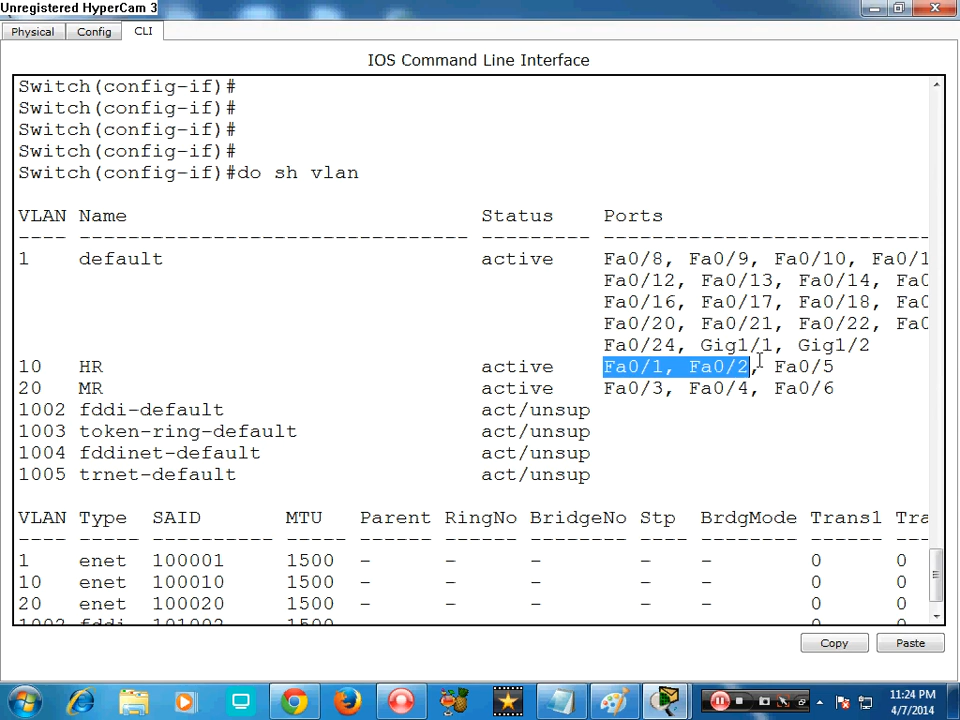 Unregistered HyperCam 3
Physical Config CLI
IOS Command Line Interface
Switch(config-if)#
Switch(config-if)#
Switch(config-if)#
Switch(config-if)#
Switch(config-if)#do sh vlan
VLAN Name Status Ports
---- -------------------------------- --------- -------------------------------
1 default active Fa0/8, Fa0/9, Fa0/10, Fa0/1
Fa0/12, Fa0/13, Fa0/14, Fa0
Fa0/16, Fa0/17, Fa0/18, Fa0
Fa0/20, Fa0/21, Fa0/22, Fa0
Fa0/24, Gig1/1, Gig1/2
10 HR active Fa0/1, Fa0/2, Fa0/5
20 MR active Fa0/3, Fa0/4, Fa0/6
1002 fddi-default act/unsup
1003 token-ring-default act/unsup
1004 fddinet-default act/unsup
1005 trnet-default act/unsup
VLAN Type SAID MTU Parent RingNo BridgeNo Stp BrdgMode Trans1 Tra
---- ----- ---------- ----- ------ ------ -------- ---- -------- ------ ---
1 enet 100001 1500 - - - - - 0 0
10 enet 100010 1500 - - - - - 0 0
20 enet 100020 1500 - - - - - 0 0
1002 fddi 101002 1500
Copy Paste
11:24 PM
4/7/2014